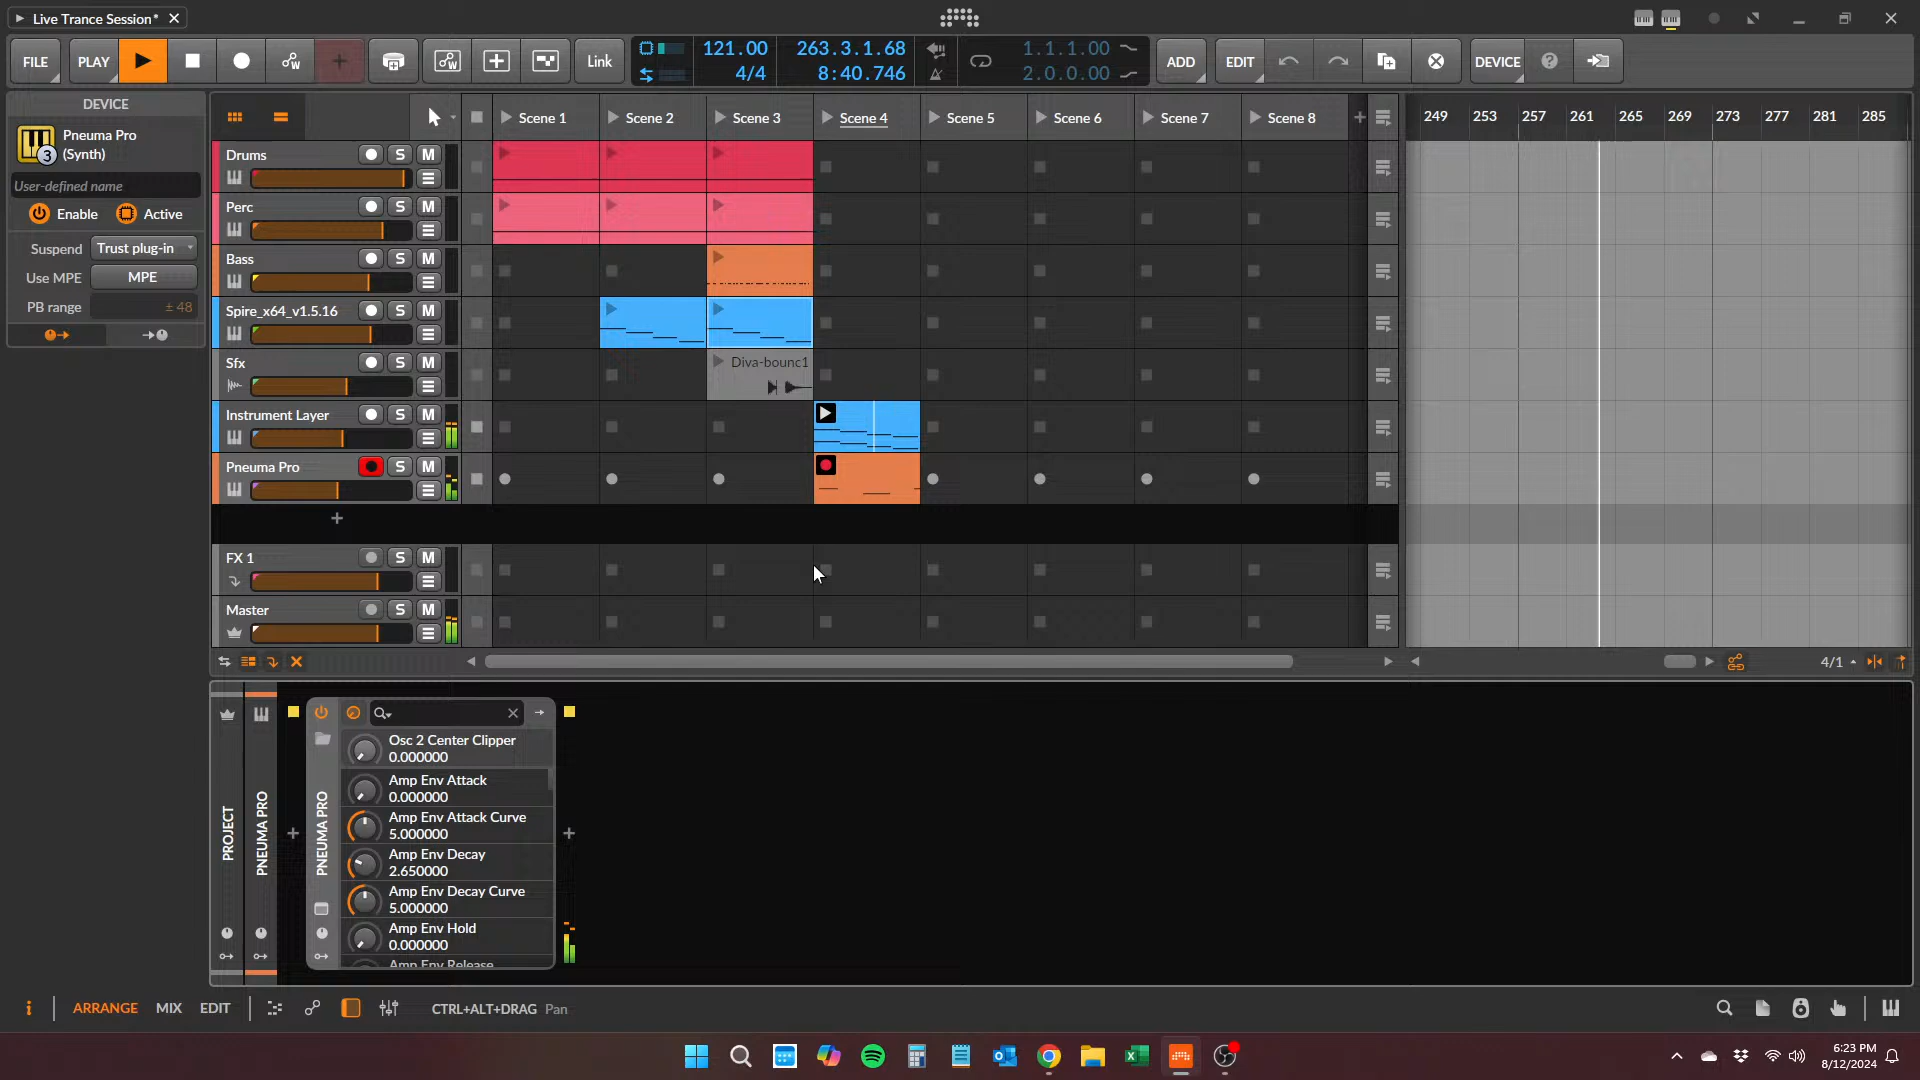 Live Trance Session*
FILE
PLAY
Link
121.00
4/4
263.3.1.68
8:40.746
1.1.1.00
2.0.0.00
ADD
EDIT
DEVICE
DEVICE
Pneuma Pro
(Synth)
3
User-defined name
Enable
Active
Suspend
Trust plug-in
Use MPE
MPE
PB range
± 48
Scene 1
Scene 2
Scene 3
Scene 4
Scene 5
Scene 6
Scene 7
Scene 8
249
253
257
261
265
269
273
277
281
285
Drums
S
M
Perc
S
M
Bass
S
M
Spire_x64_v1.5.16
S
M
Sfx
S
M
Diva-bounc1
Instrument Layer
S
M
Pneuma Pro
S
M
FX 1
S
M
Master
S
M
4/1
PROJECT
PNEUMA PRO
PNEUMA PRO
Osc 2 Center Clipper
0.000000
Amp Env Attack
0.000000
Amp Env Attack Curve
5.000000
Amp Env Decay
2.650000
Amp Env Decay Curve
5.000000
Amp Env Hold
0.000000
Amp Env Release
ARRANGE
MIX
EDIT
CTRL+ALT+DRAG Pan
6:23 PM
8/12/2024